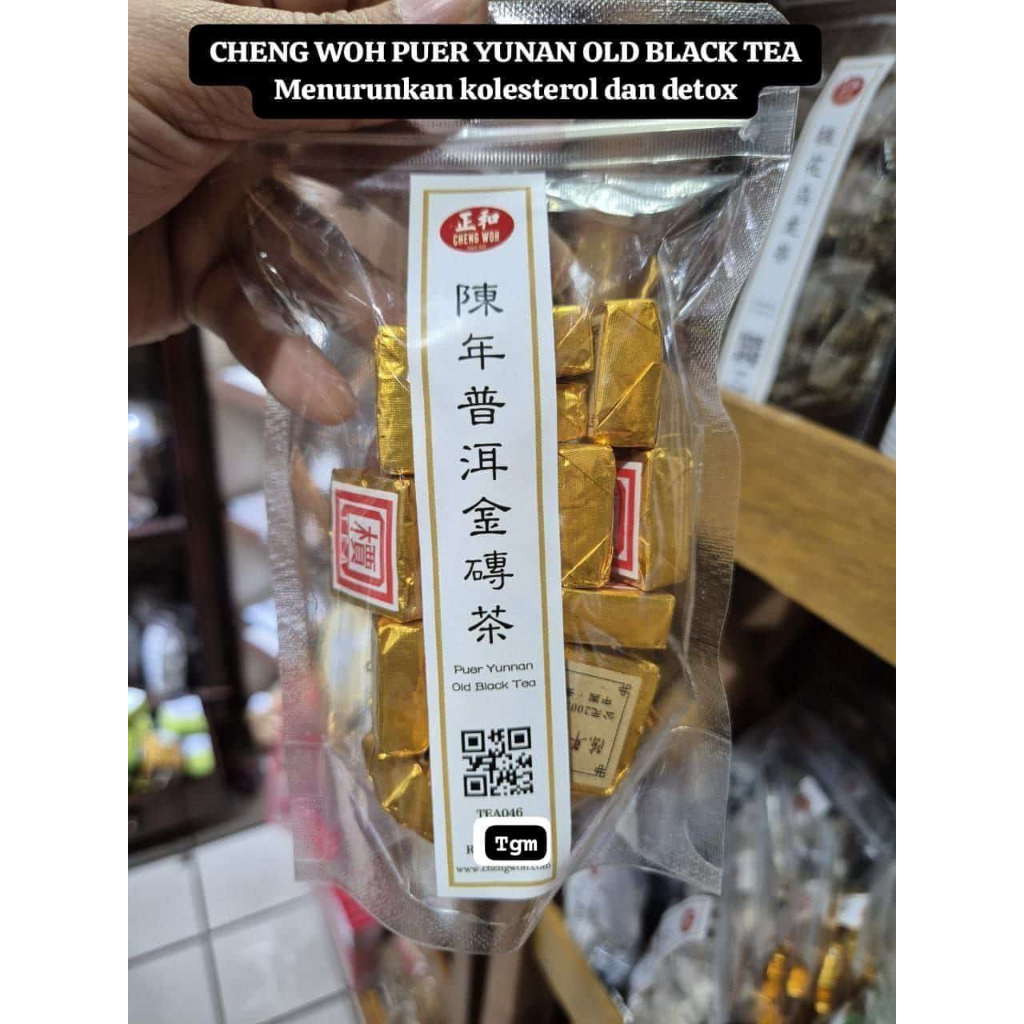 CHENG WOH PUER YUNAN OLD BLACK TEA
Menurunkan kolesterol dan detox
正和
CHENG WOH
陳年普洱金磚茶
Puer Yunnan
Old Black Tea
TEA046
Tgm
www.chengwoh.com